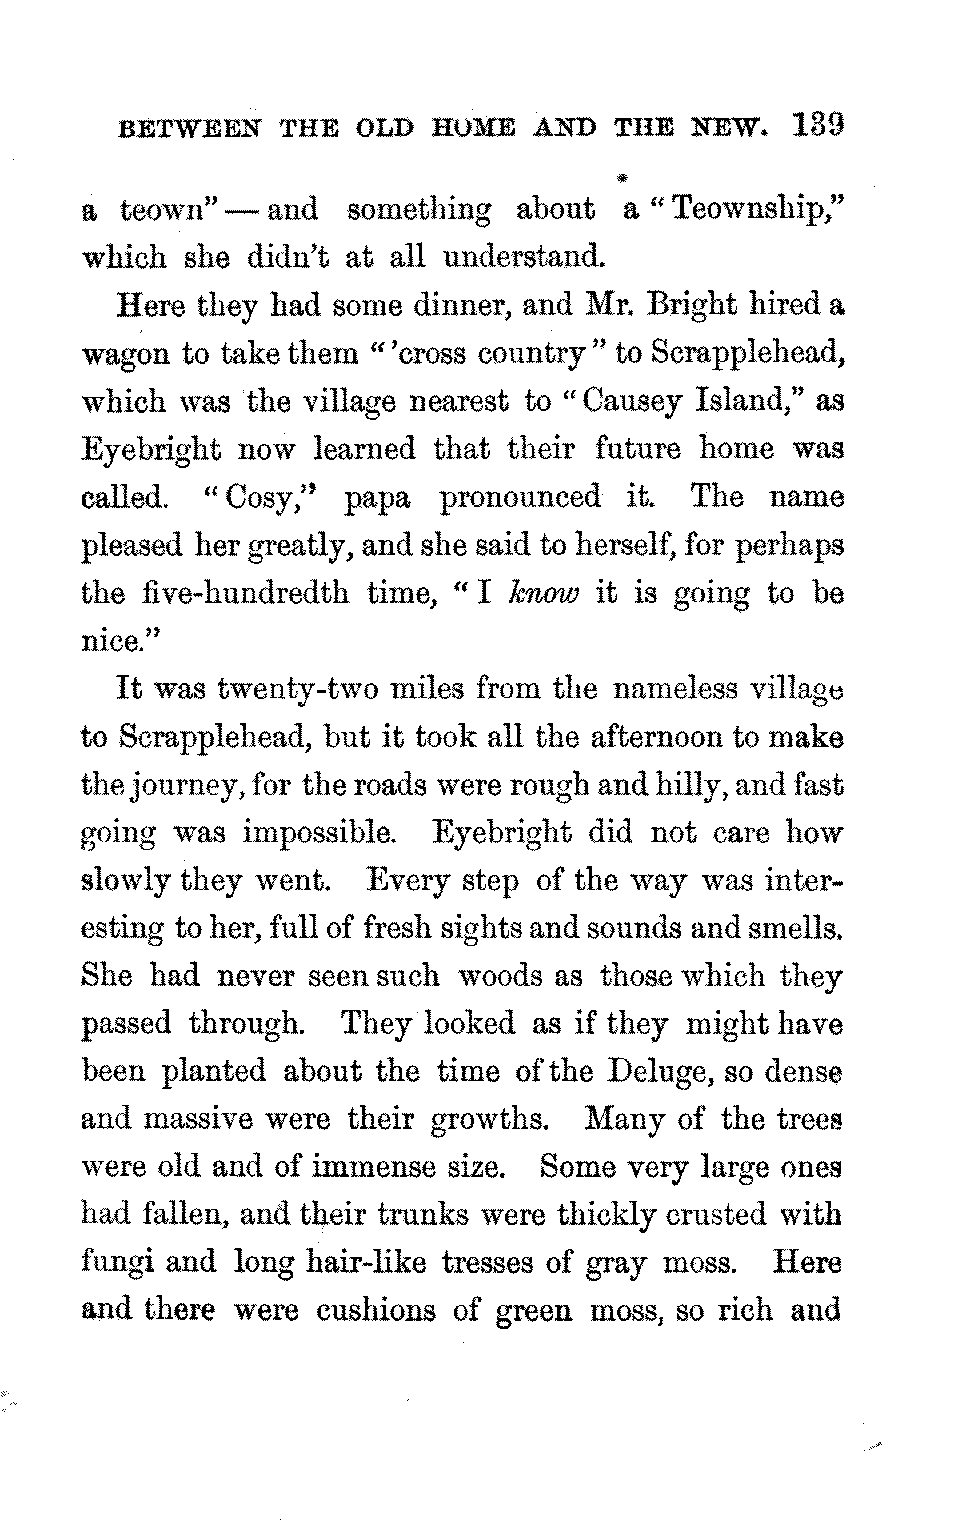 BETWEEN THE OLD HOME AND THE NEW. 139
a teown" — and something about a "Teownship,"
which she didn't at all understand.
Here they had some dinner, and Mr. Bright hired a
wagon to take them "'cross country" to Scrapplehead,
which was the village nearest to "Causey Island," as
Eyebright now learned that their future home was
called. "Cosy," papa pronounced it. The name
pleased her greatly, and she said to herself, for perhaps
the five-hundredth time, "I know it is going to be
nice."
It was twenty-two miles from the nameless village
to Scrapplehead, but it took all the afternoon to make
the journey, for the roads were rough and hilly, and fast
going was impossible. Eyebright did not care how
slowly they went. Every step of the way was inter-
esting to her, full of fresh sights and sounds and smells.
She had never seen such woods as those which they
passed through. They looked as if they might have
been planted about the time of the Deluge, so dense
and massive were their growths. Many of the trees
were old and of immense size. Some very large ones
had fallen, and their trunks were thickly crusted with
fungi and long hair-like tresses of gray moss. Here
and there were cushions of green moss, so rich and